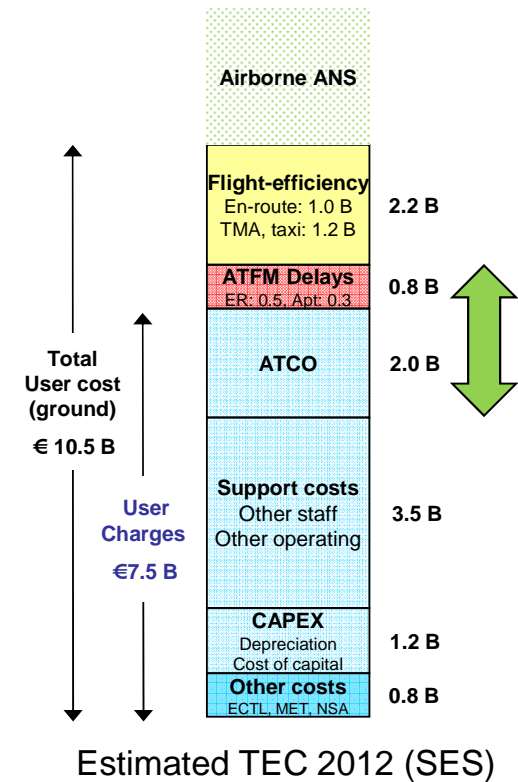 Airborne ANS
Flight-efficiency
En-route: 1.0 B
TMA, taxi: 1.2 B
2.2 B
ATFM Delays
ER: 0.5, Apt: 0.3
0.8 B
ATCO
2.0 B
Total
User cost
(ground)
€ 10.5 B
Support costs
Other staff
Other operating
3.5 B
User
Charges
€7.5 B
CAPEX
Depreciation
Cost of capital
1.2 B
Other costs
ECTL, MET, NSA
0.8 B
Estimated TEC 2012 (SES)